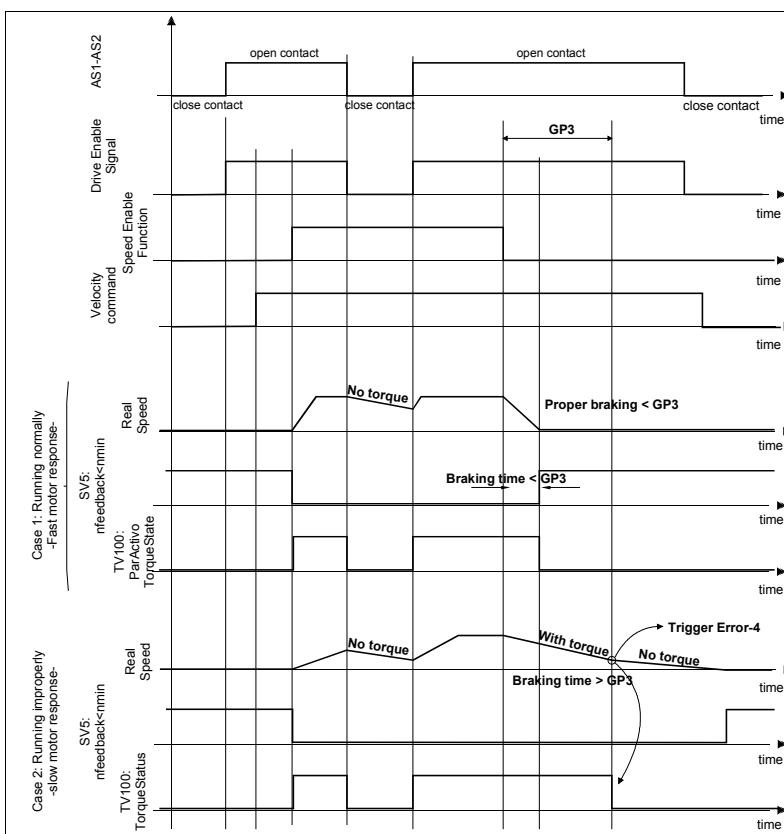 AS1-AS2
open contact
open contact
close contact
close contact
close contact
time
GP3
Drive Enable
Signal
time
Speed Enable
Function
time
Velocity
command
time
Case 1: Running normally
-Fast motor response-
Real
Speed
No torque
Proper braking < GP3
time
SV5:
nfeedback<nmin
Braking time < GP3
time
TV100:
ParActivo
TorqueState
time
Case 2: Running improperly
-slow motor response-
Real
Speed
No torque
With torque
Trigger Error-4
No torque
Braking time > GP3
time
SV5:
nfeedback<nmin
time
TV100:
TorqueStatus
time